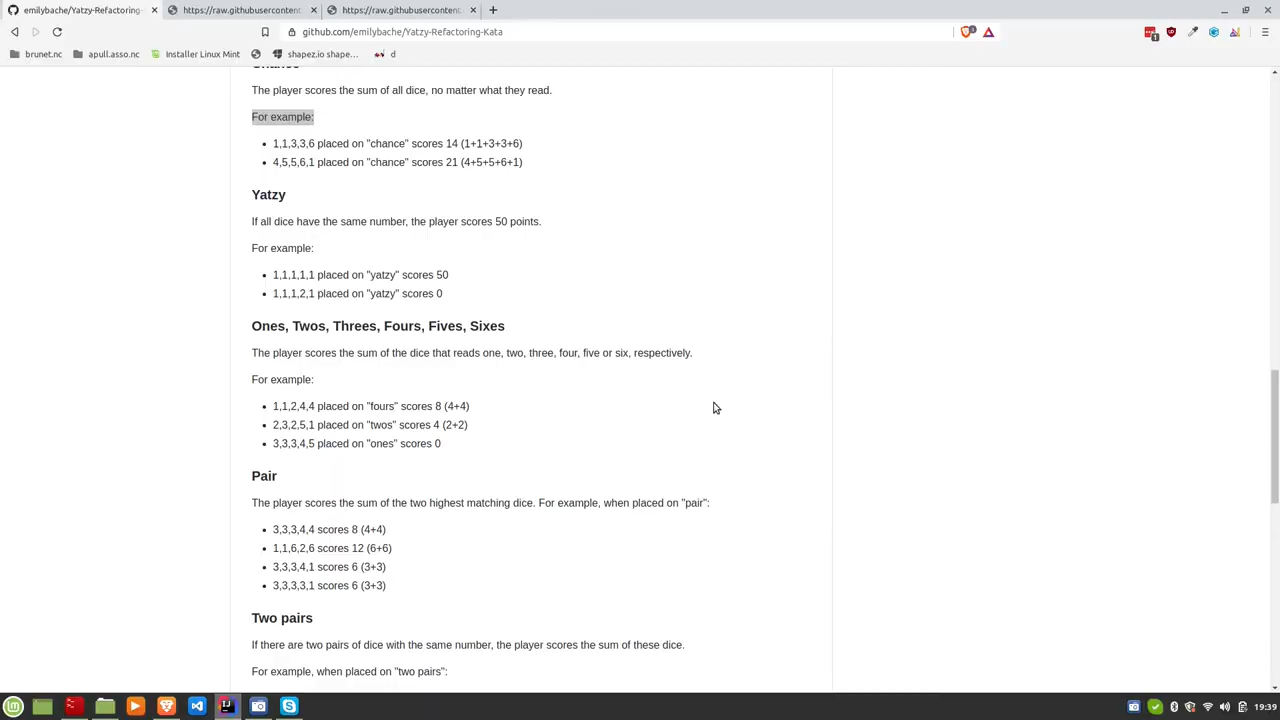 emilybache/Yatzy-Refactoring-
https://raw.githubusercontent
https://raw.githubusercontent.
github.com/emilybache/Yatzy-Refactoring-Kata
brunet.nc
apull.asso.nc
Installer Linux Mint
shapez.io shape...
d
Chance
The player scores the sum of all dice, no matter what they read.
For example:
1,1,3,3,6 placed on "chance" scores 14 (1+1+3+3+6)
4,5,5,6,1 placed on "chance" scores 21 (4+5+5+6+1)
Yatzy
If all dice have the same number, the player scores 50 points.
For example:
1,1,1,1,1 placed on "yatzy" scores 50
1,1,1,2,1 placed on "yatzy" scores 0
Ones, Twos, Threes, Fours, Fives, Sixes
The player scores the sum of the dice that reads one, two, three, four, five or six, respectively.
For example:
1,1,2,4,4 placed on "fours" scores 8 (4+4)
2,3,2,5,1 placed on "twos" scores 4 (2+2)
3,3,3,4,5 placed on "ones" scores 0
Pair
The player scores the sum of the two highest matching dice. For example, when placed on "pair":
3,3,3,4,4 scores 8 (4+4)
1,1,6,2,6 scores 12 (6+6)
3,3,3,4,1 scores 6 (3+3)
3,3,3,3,1 scores 6 (3+3)
Two pairs
If there are two pairs of dice with the same number, the player scores the sum of these dice.
For example, when placed on "two pairs":
19:39